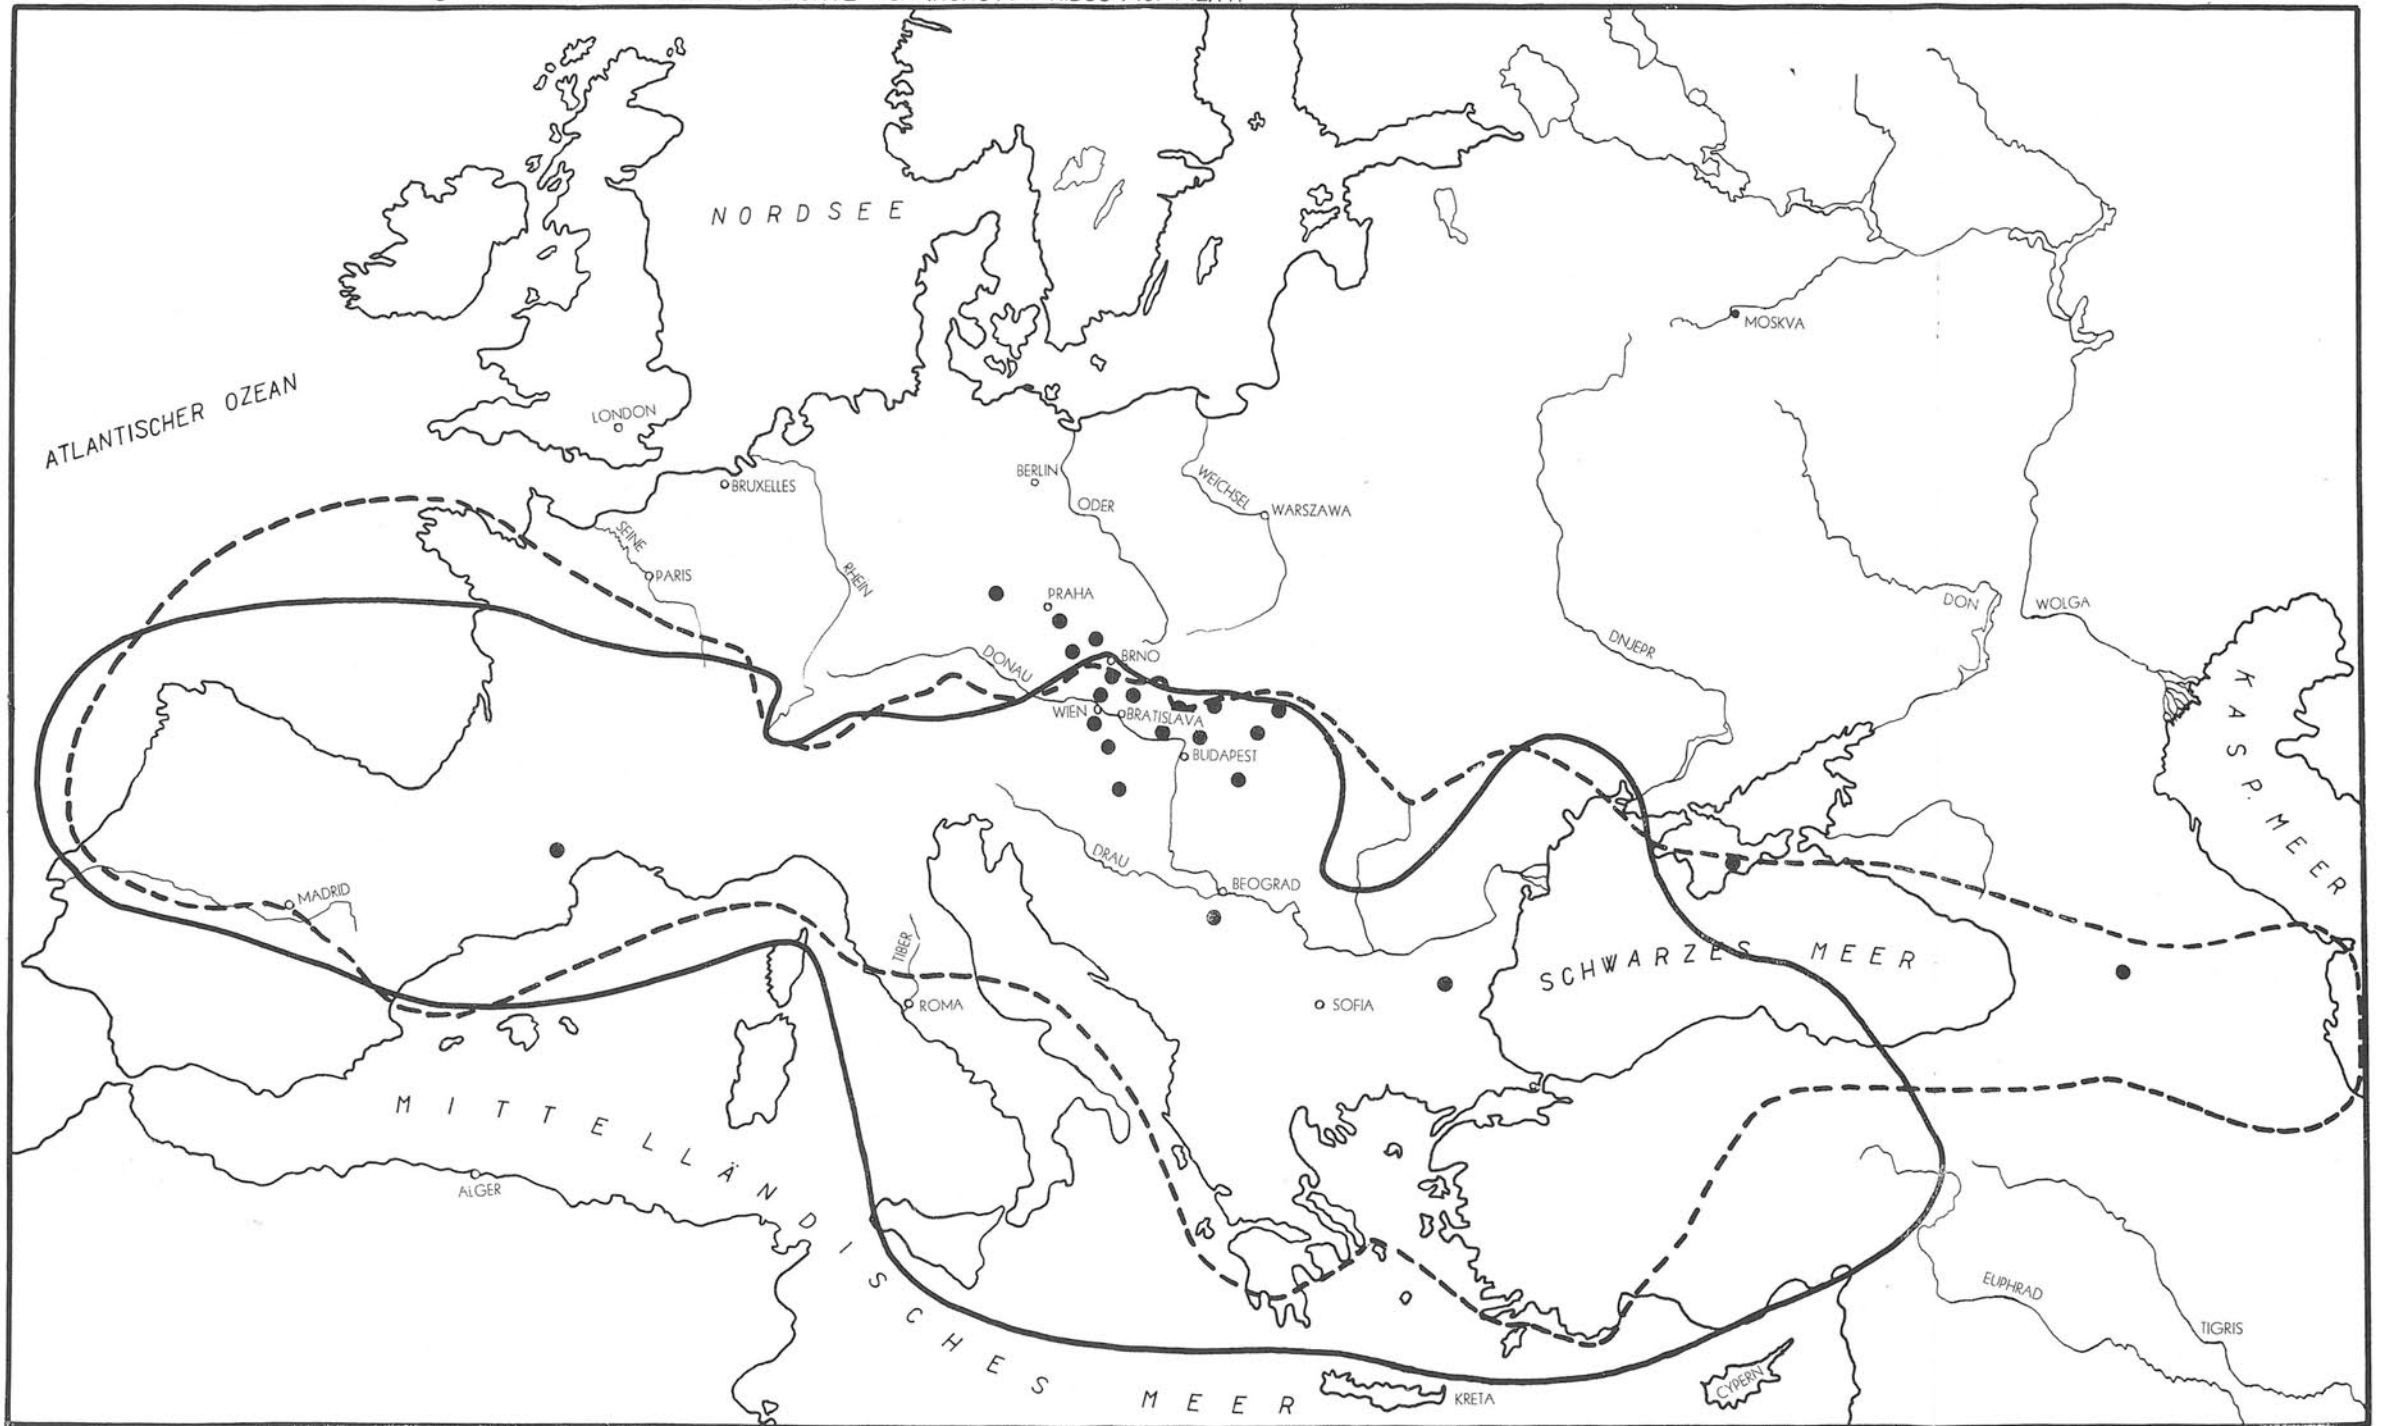 NORDSEE
MOSKVA
ATLANTISCHER OZEAN
LONDON
BERLIN
BRUXELLES
WEICHSEL
ODER
WARSZAWA
SEINE
PARIS
RHEIN
PRAHA
DON
WOLGA
DNJEPR
DONAU
BRNO
KASP. MEER
WIEN
BRATISLAVA
BUDAPEST
DRAU
BEOGRAD
MADRID
TIBER
SCHWARZES MEER
ROMA
SOFIA
MITTELLÄNDISCHES MEER
ALGER
EUPHRAD
TIGRIS
CYPERN
KRETA